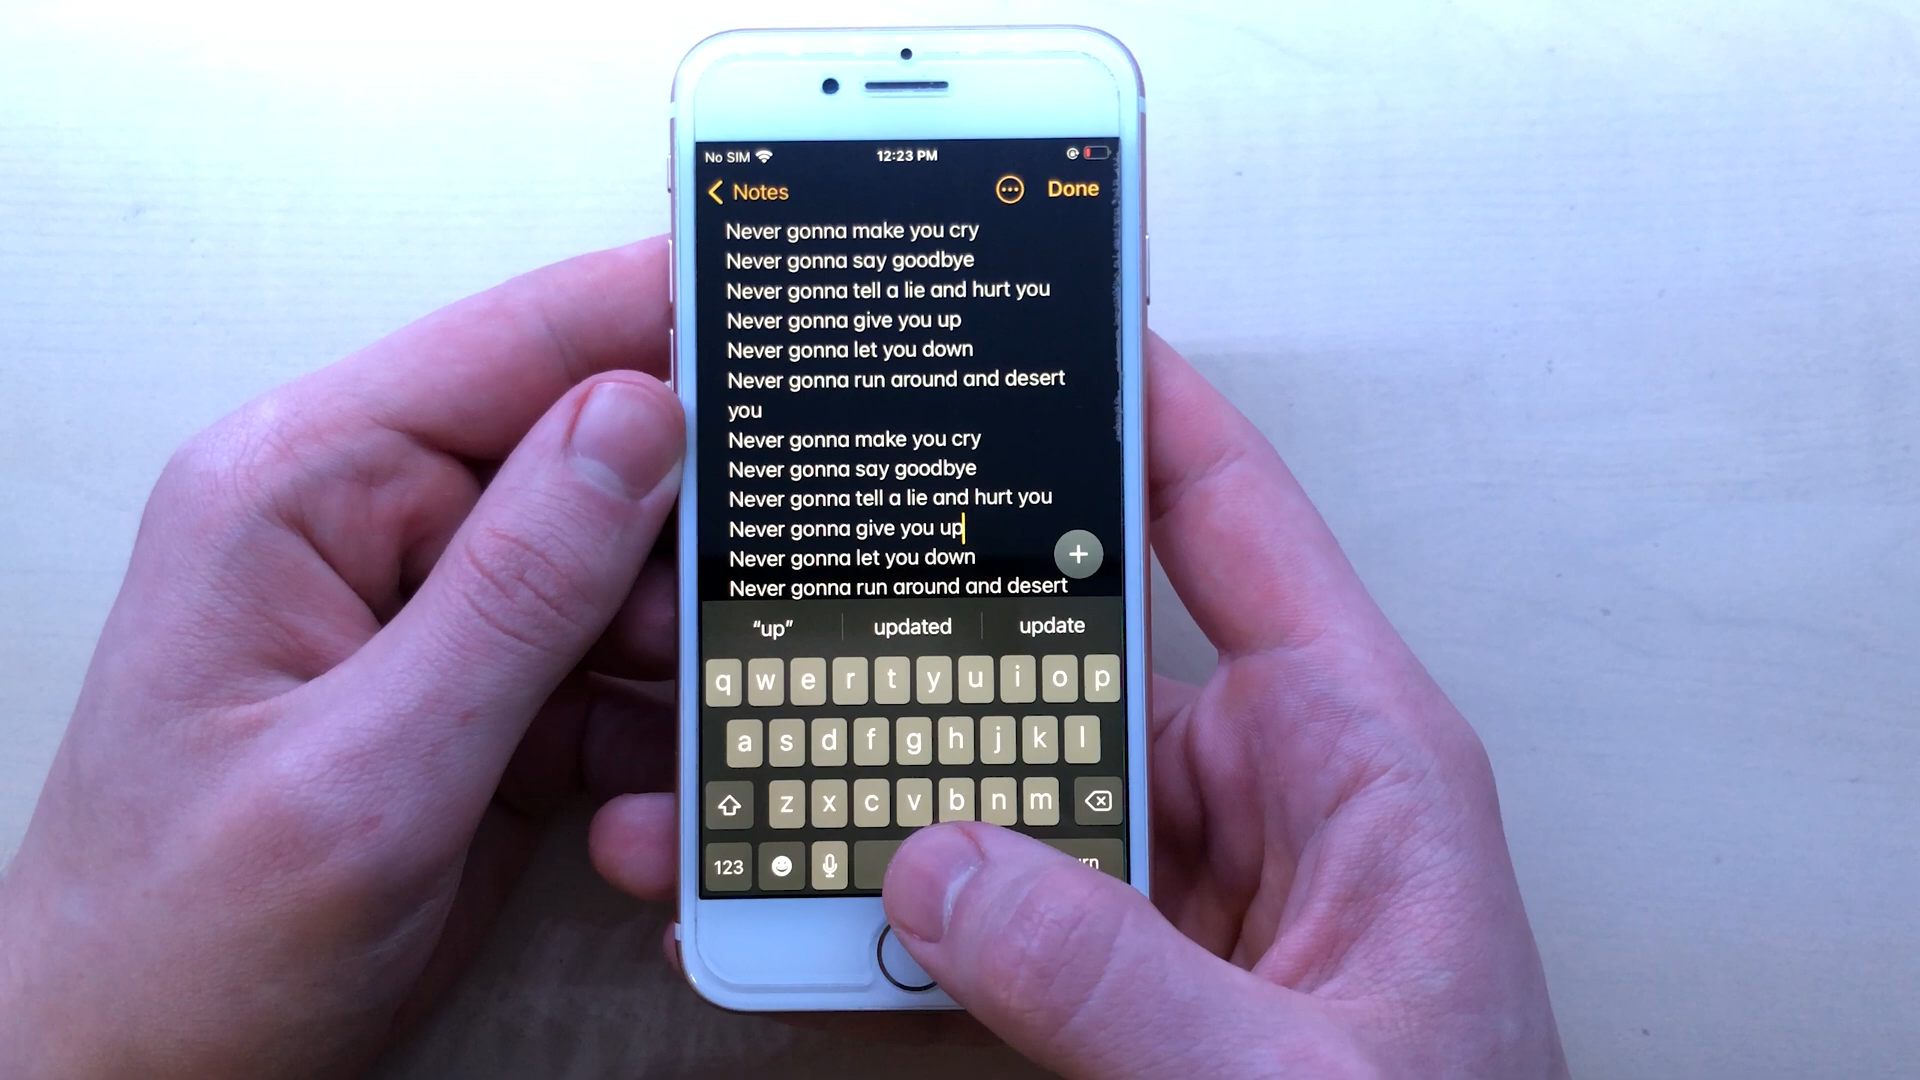 No SIM 12:23 PM
Notes Done
Never gonna make you cry
Never gonna say goodbye
Never gonna tell a lie and hurt you
Never gonna give you up
Never gonna let you down
Never gonna run around and desert
you
Never gonna make you cry
Never gonna say goodbye
Never gonna tell a lie and hurt you
Never gonna give you up
Never gonna let you down
Never gonna run around and desert
“up” updated update
q w e r t y u i o p
a s d f g h j k l
z x c v b n m
123